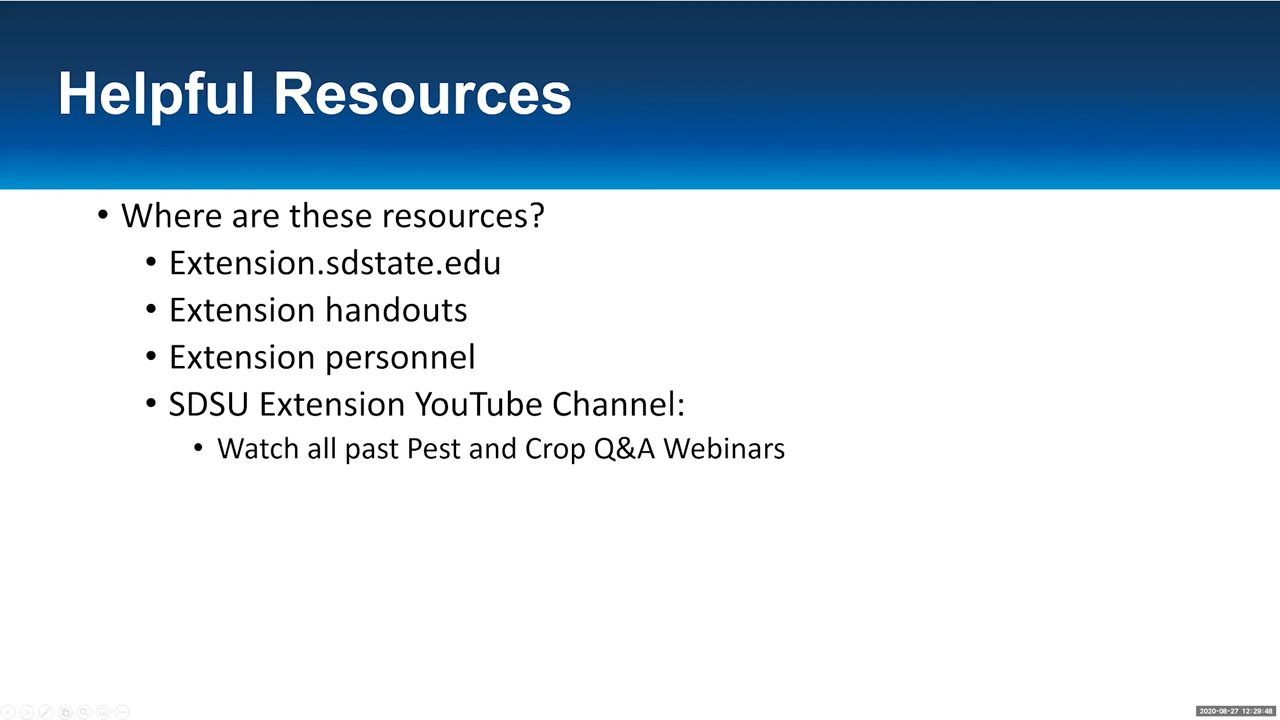 Helpful Resources
• Where are these resources?
• Extension.sdstate.edu
• Extension handouts
• Extension personnel
• SDSU Extension YouTube Channel:
• Watch all past Pest and Crop Q&A Webinars
2020-08-27 12:29:48